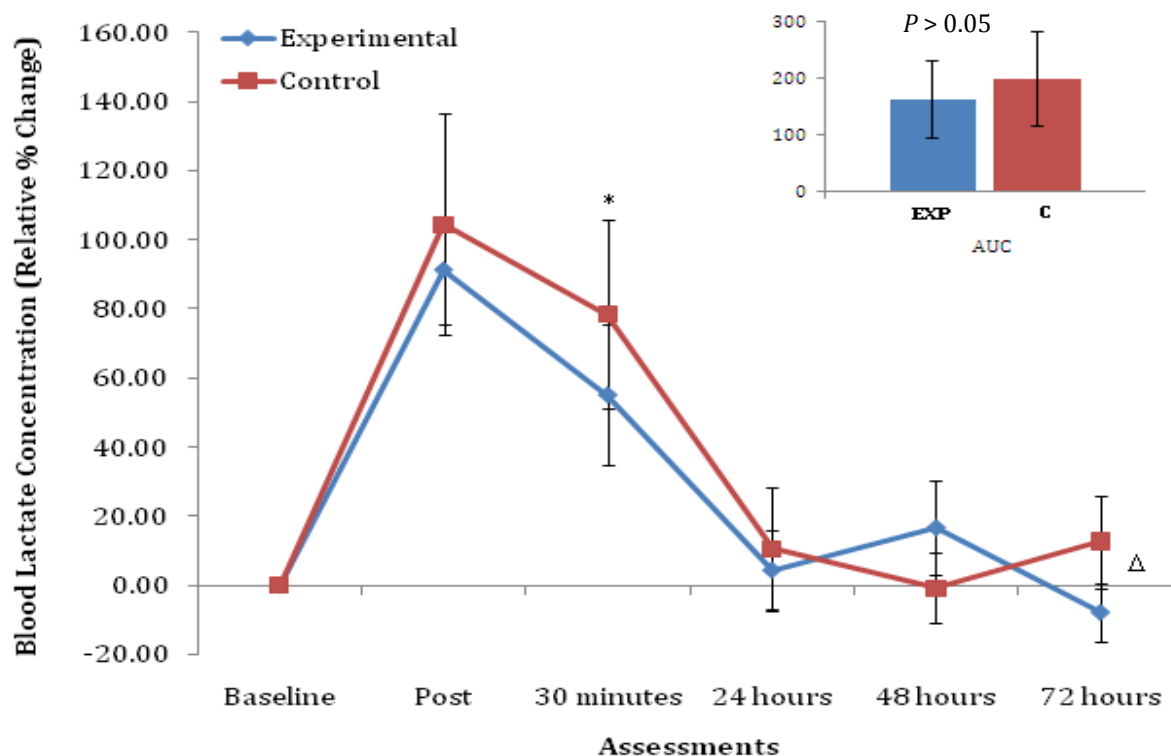 Blood Lactate Concentration (Relative % Change)
160.00
140.00
120.00
100.00
80.00
60.00
40.00
20.00
0.00
-20.00
Experimental
Control
*
Δ
Baseline
Post
30 minutes
24 hours
48 hours
72 hours
Assessments
P > 0.05
300
200
100
0
EXP
C
AUC